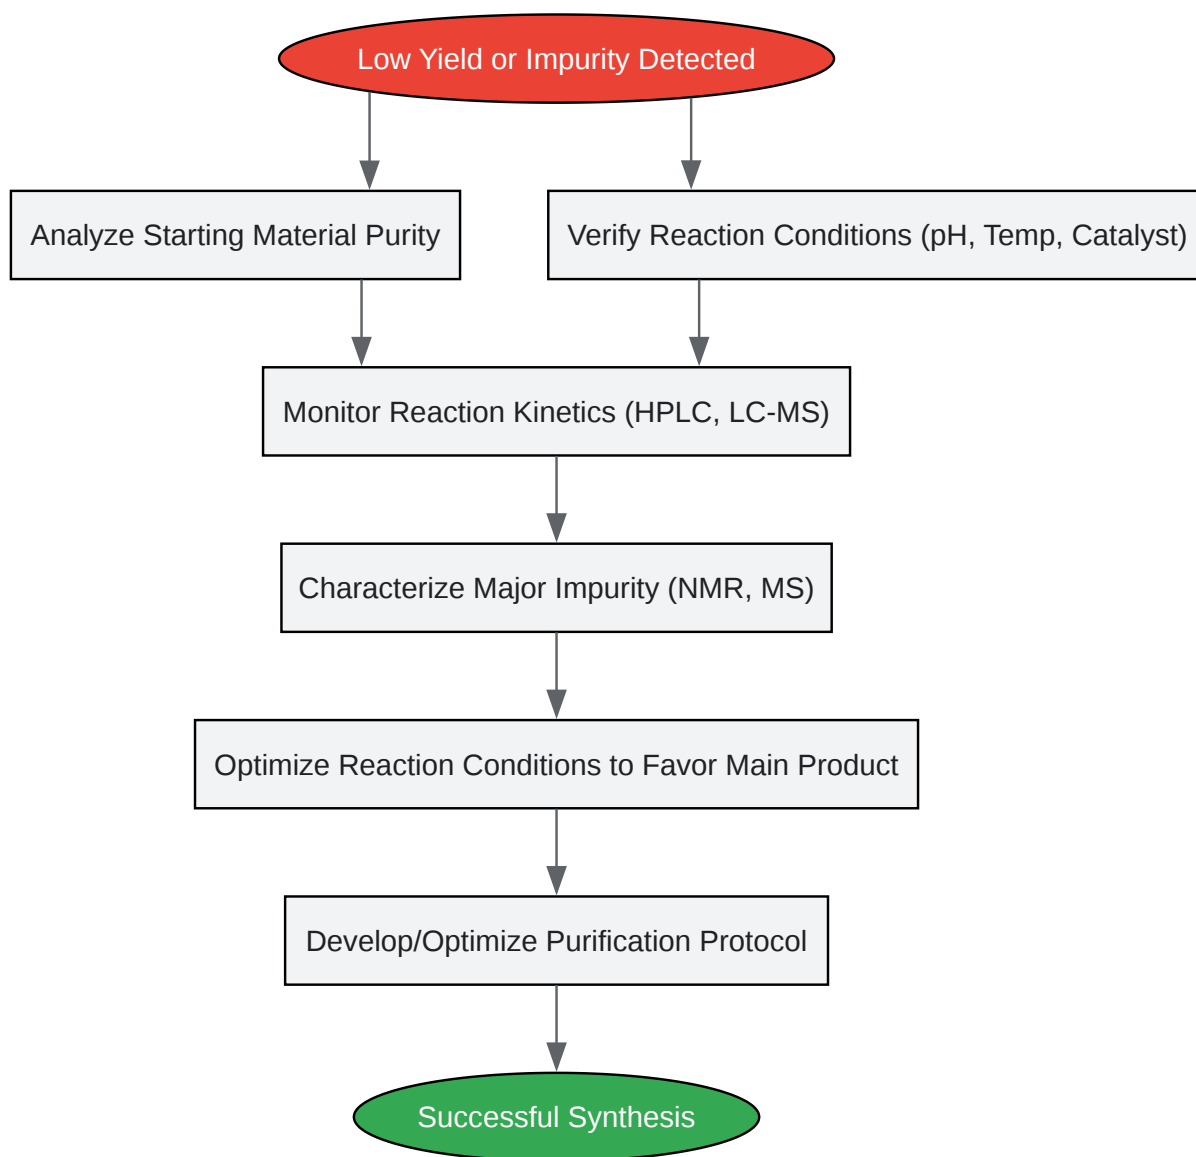 Low Yield or Impurity Detected
Analyze Starting Material Purity
Verify Reaction Conditions (pH, Temp, Catalyst)
Monitor Reaction Kinetics (HPLC, LC-MS)
Characterize Major Impurity (NMR, MS)
Optimize Reaction Conditions to Favor Main Product
Develop/Optimize Purification Protocol
Successful Synthesis